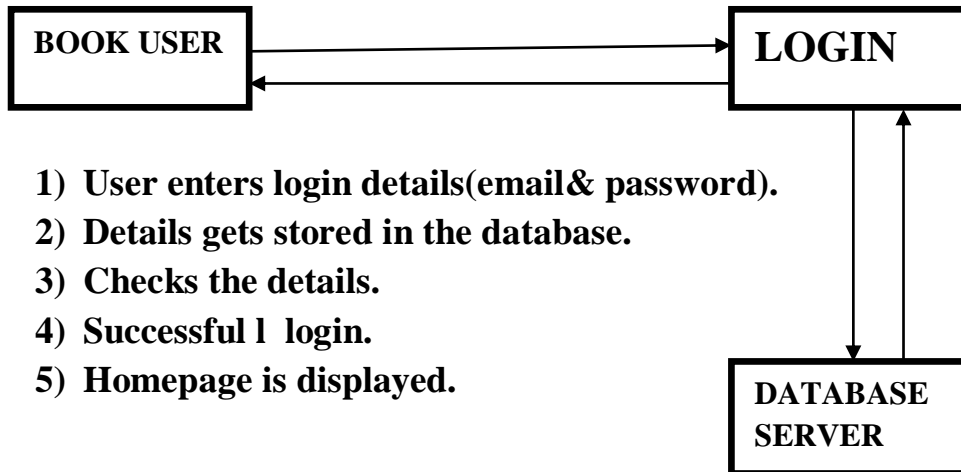 BOOK USER
LOGIN
1) User enters login details(email& password).
2) Details gets stored in the database.
3) Checks the details.
4) Successful l login.
5) Homepage is displayed.
DATABASE
SERVER